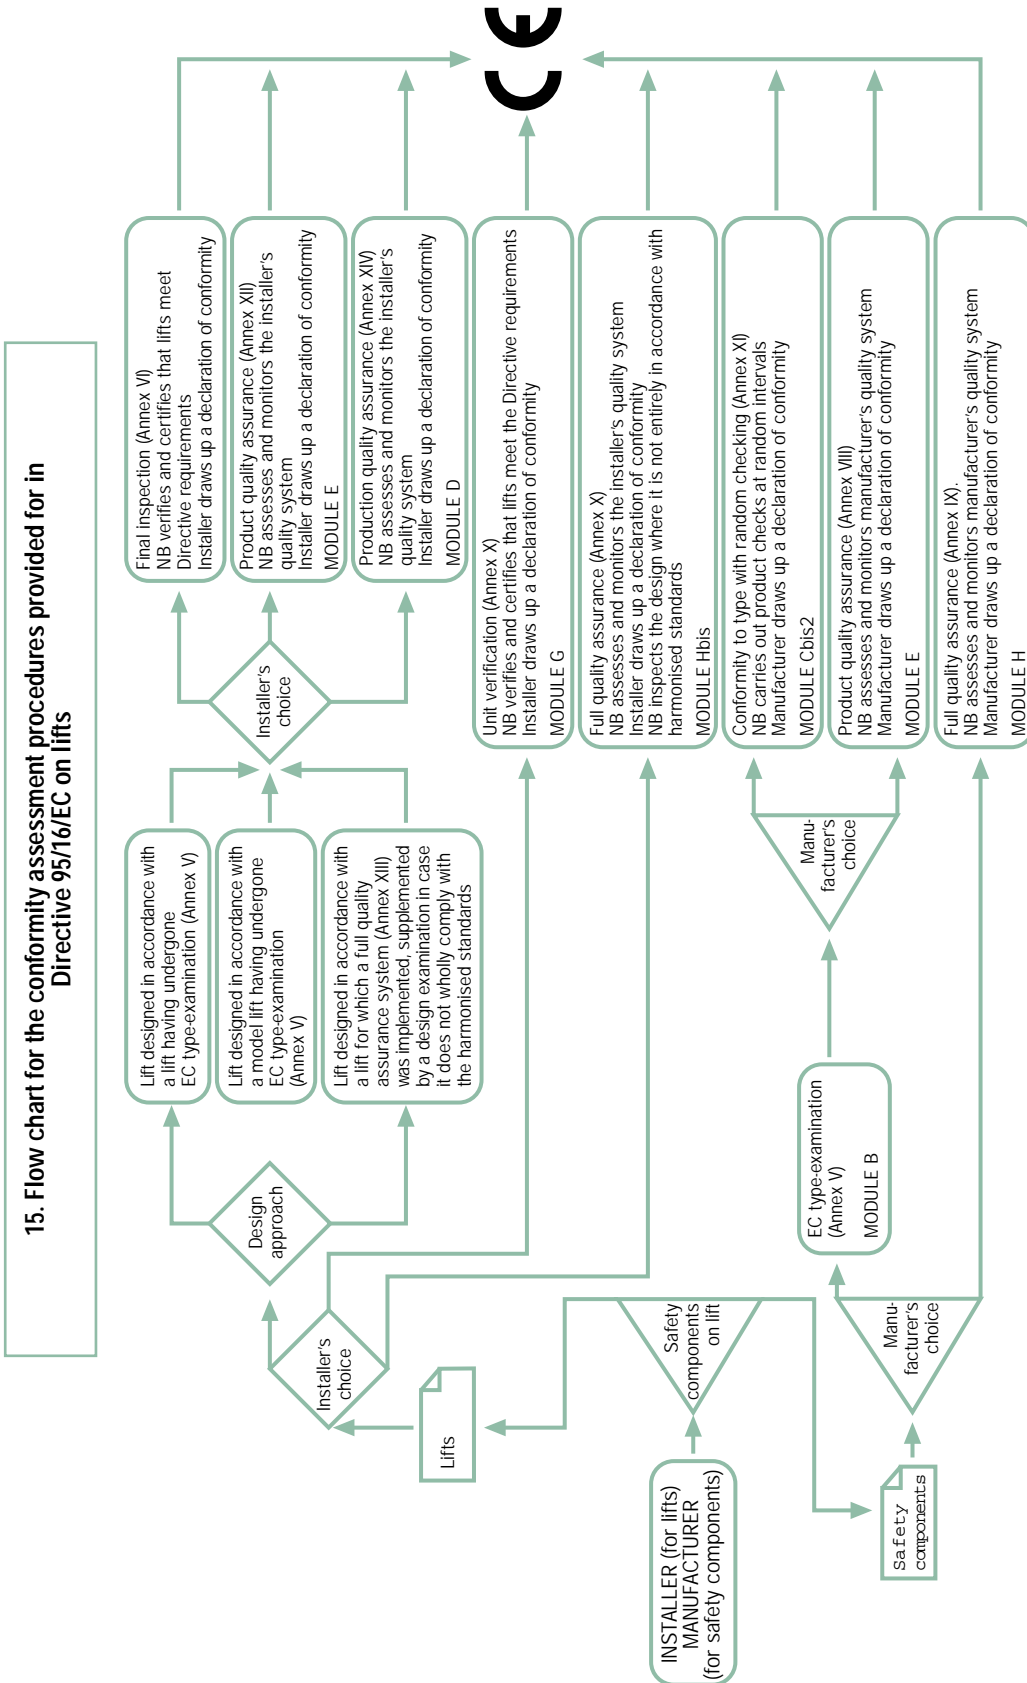 15. Flow chart for the conformity assessment procedures provided for in
Directive 95/16/EC on lifts
INSTALLER (for lifts)
MANUFACTURER
(for safety components)
Safety
components
on lift
Lifts
Safety
components
Installer's
choice
Manu-
facturer's
choice
Design
approach
EC type-examination
(Annex V)
MODULE B
Lift designed in accordance with
a lift having undergone
EC type-examination (Annex V)
Lift designed in accordance with
a model lift having undergone
EC type-examination
(Annex V)
Lift designed in accordance with
a lift for which a full quality
assurance system (Annex XIII)
was implemented, supplemented
by a design examination in case
it does not wholly comply with
the harmonised standards
Installer's
choice
Manu-
facturer's
choice
Final inspection (Annex VI)
NB verifies and certifies that lifts meet
Directive requirements
Installer draws up a declaration of conformity
Product quality assurance (Annex XII)
NB assesses and monitors the installer's
quality system
Installer draws up a declaration of conformity
MODULE E
Production quality assurance (Annex XIV)
NB assesses and monitors the installer's
quality system
Installer draws up a declaration of conformity
MODULE D
Unit verification (Annex X)
NB verifies and certifies that lifts meet the Directive requirements
Installer draws up a declaration of conformity
MODULE G
Full quality assurance (Annex X)
NB assesses and monitors the installer's quality system
Installer draws up a declaration of conformity
NB inspects the design where it is not entirely in accordance with
harmonised standards
MODULE Hbis
Conformity to type with random checking (Annex XI)
NB carries out product checks at random intervals
Manufacturer draws up a declaration of conformity
MODULE Cbis2
Product quality assurance (Annex VIII)
NB assesses and monitors manufacturer's quality system
Manufacturer draws up a declaration of conformity
MODULE E
Full quality assurance (Annex IX).
NB assesses and monitors manufacturer's quality system
Manufacturer draws up a declaration of conformity
MODULE H
CE